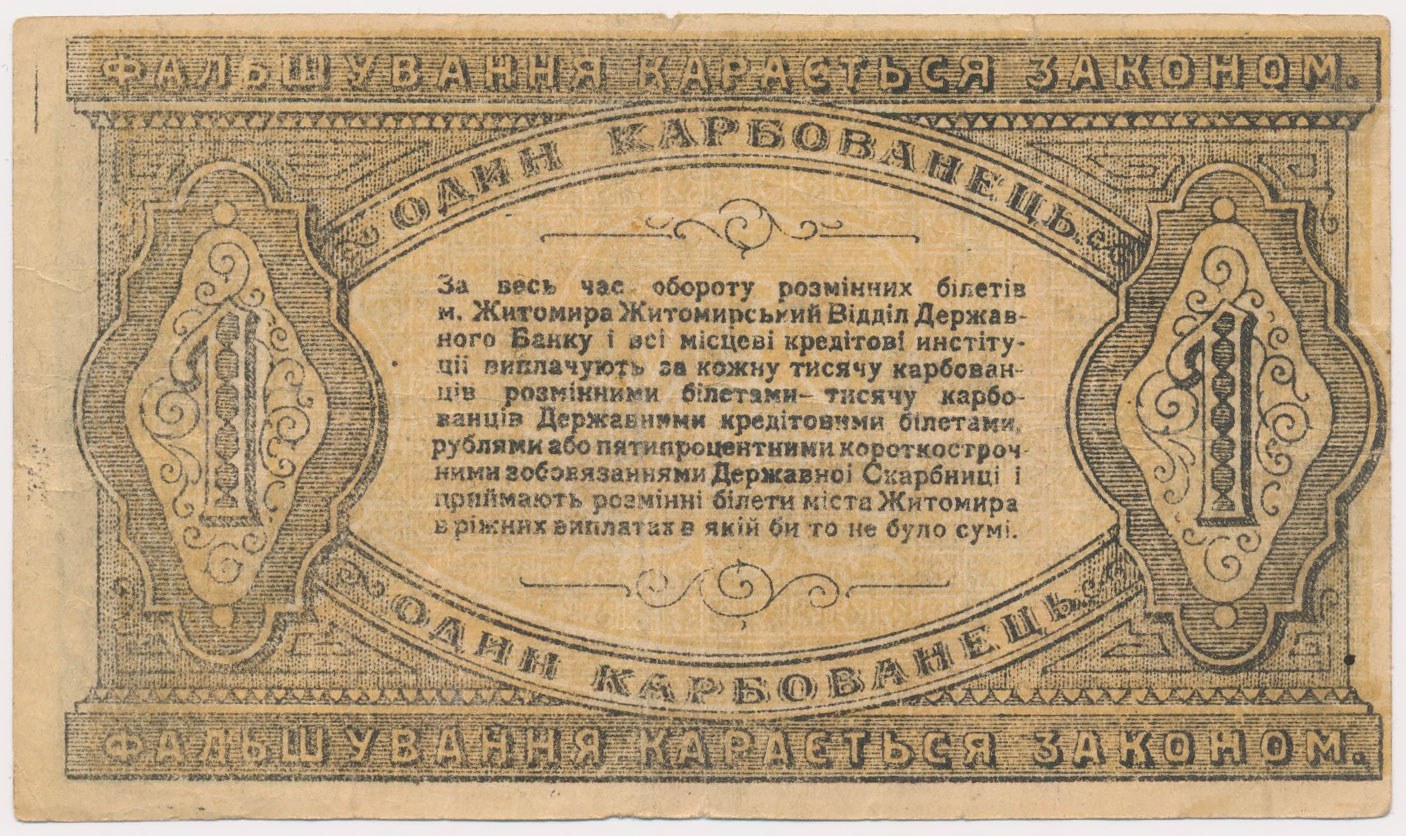 ФАЛЬШУВАННЯ КАРАЄТЬСЯ ЗАКОНОМ.
ОДИН КАРБОВАНЕЦЬ.
1
1
За весь час обороту розмінних білетів
м. Житомира Житомирський Відділ Держав-
ного Банку і всі місцеві кредітові институ-
ції виплачують за кожну тисячу карбован-
ців розмінними білетами- тисячу карбо-
ванців Державними кредітовими білетами,
рублями або пятипроцентними короткостроч-
ними зобовязаннями Державної Скарбниці і
приймають розмінні білети міста Житомира
в ріжних виплатах в якій би то не було сумі.
ОДИН КАРБОВАНЕЦЬ.
ФАЛЬШУВАННЯ КАРАЄТЬСЯ ЗАКОНОМ.